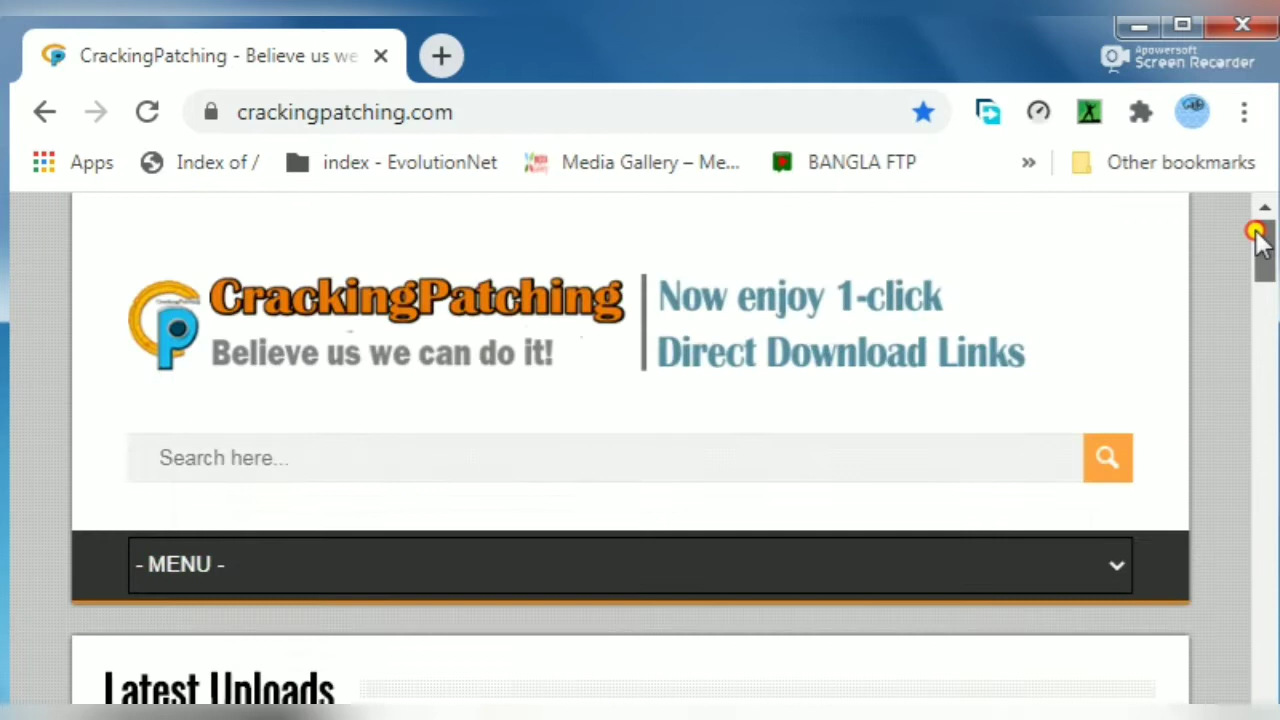 CrackingPatching - Believe us we
Apowersoft
Screen Recorder
crackingpatching.com
Apps
Index of /
index - EvolutionNet
Media Gallery – Me...
BANGLA FTP
»
Other bookmarks
CrackingPatching
Believe us we can do it!
Now enjoy 1-click
Direct Download Links
Search here...
- MENU -
Latest Uploads